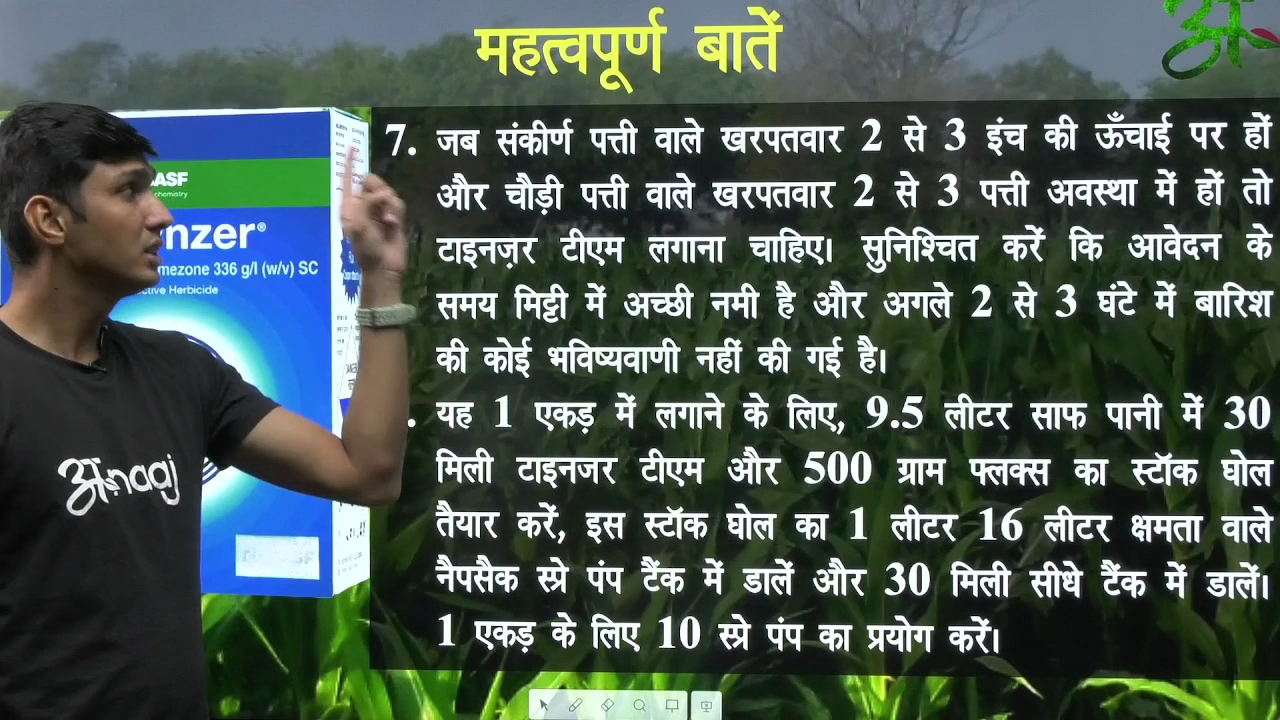 महत्वपूर्ण बातें
7. जब संकीर्ण पत्ती वाले खरपतवार 2 से 3 इंच की ऊँचाई पर हों
और चौड़ी पत्ती वाले खरपतवार 2 से 3 पत्ती अवस्था में हों तो
टाइनज़र टीएम लगाना चाहिए। सुनिश्चित करें कि आवेदन के
समय मिट्टी में अच्छी नमी है और अगले 2 से 3 घंटे में बारिश
की कोई भविष्यवाणी नहीं की गई है।
. यह 1 एकड़ में लगाने के लिए, 9.5 लीटर साफ पानी में 30
मिली टाइनजर टीएम और 500 ग्राम फ्लक्स का स्टॉक घोल
तैयार करें, इस स्टॉक घोल का 1 लीटर 16 लीटर क्षमता वाले
नैपसैक स्प्रे पंप टैंक में डालें और 30 मिली सीधे टैंक में डालें।
1 एकड़ के लिए 10 स्प्रे पंप का प्रयोग करें।
ASF
chemistry
nzer®
mezone 336 g/l (w/v) SC
ctive Herbicide
अnaaj